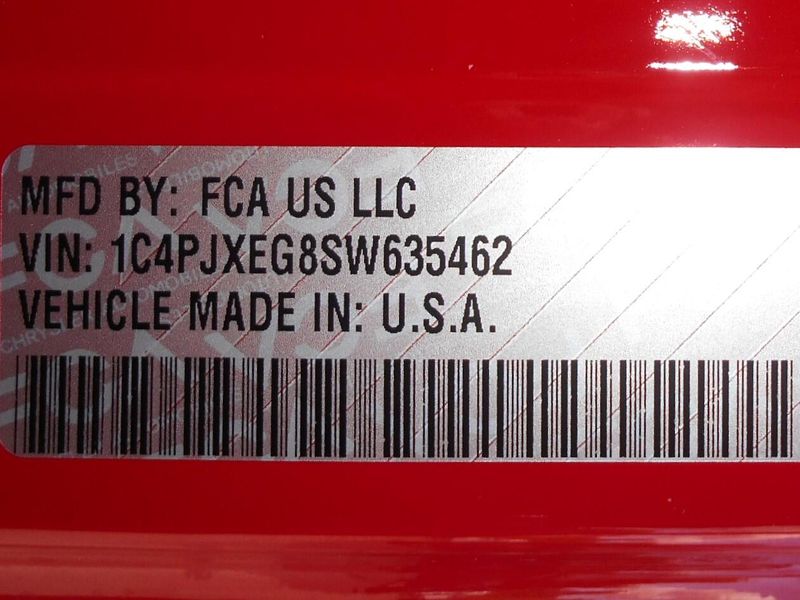 MFD BY: FCA US LLC
VIN: 1C4PJXEG8SW635462
VEHICLE MADE IN: U.S.A.